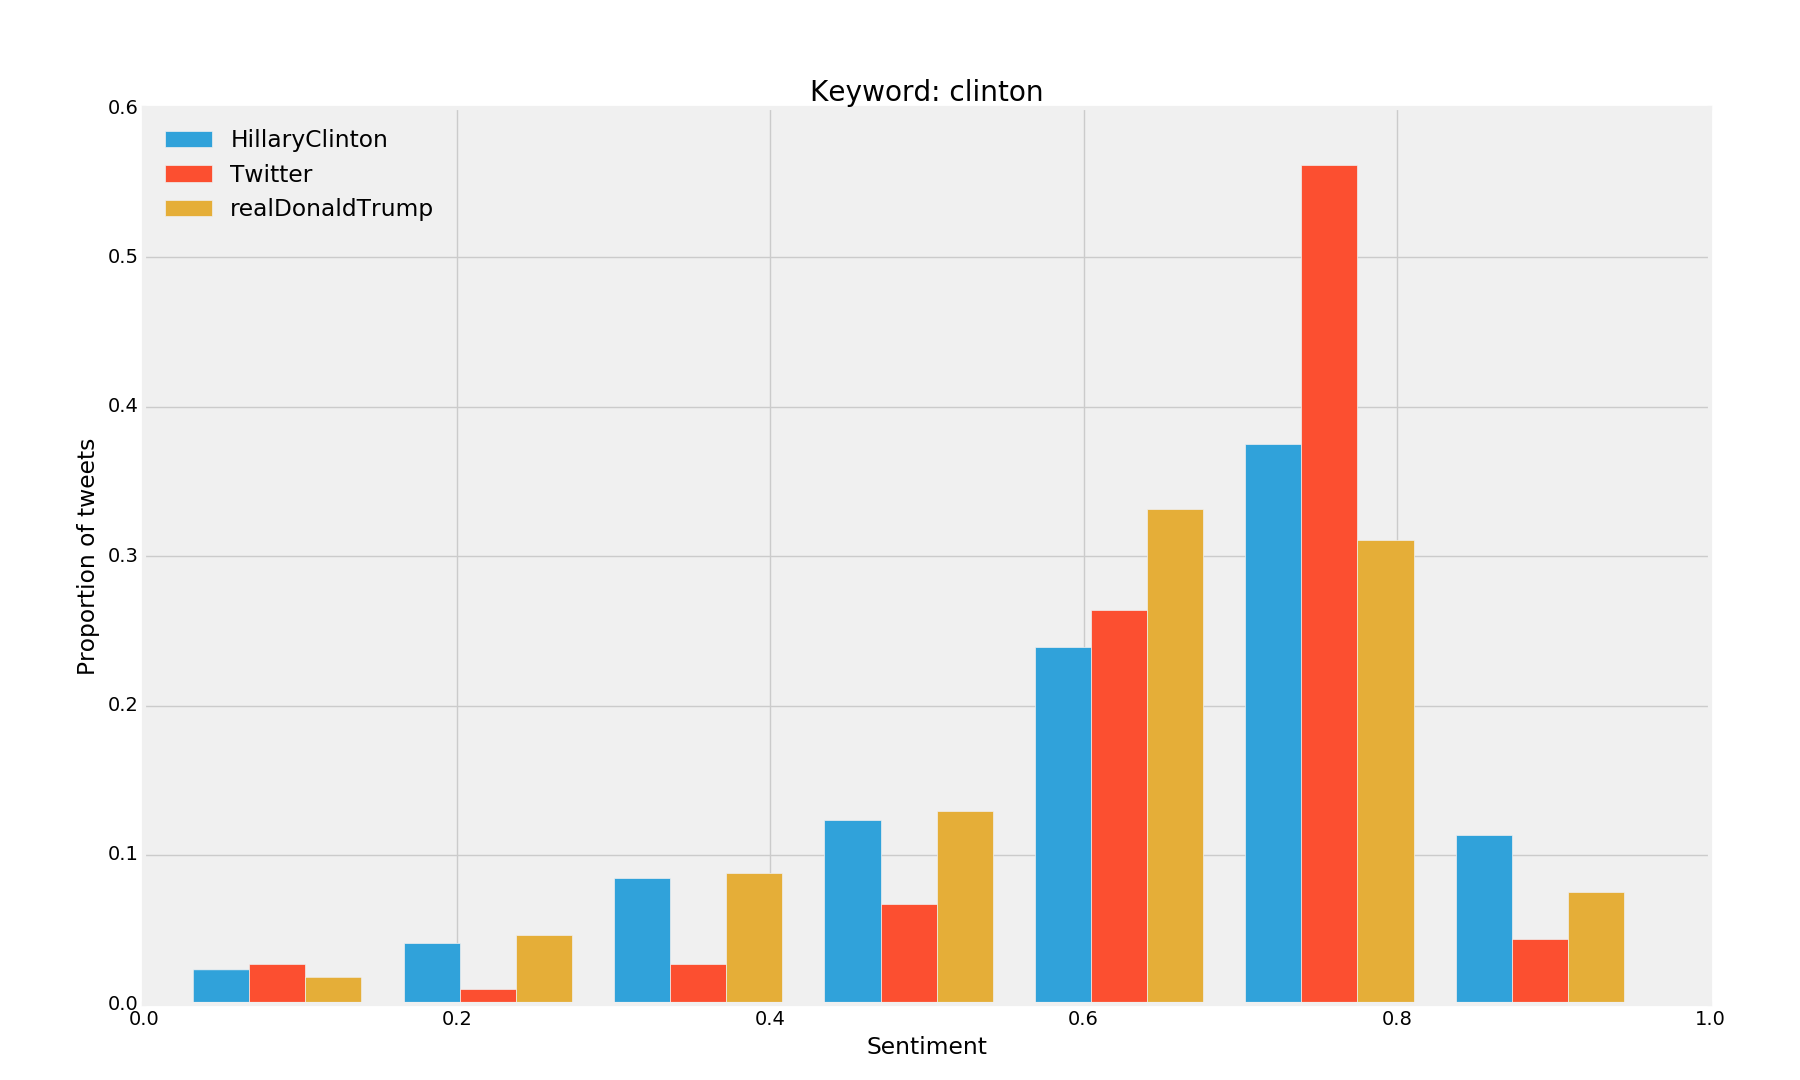 Keyword: clinton
HillaryClinton
Twitter
realDonaldTrump
0.6
0.5
0.4
0.3
0.2
0.1
0.0
Proportion of tweets
0.0 0.2 0.4 0.6 0.8 1.0
Sentiment